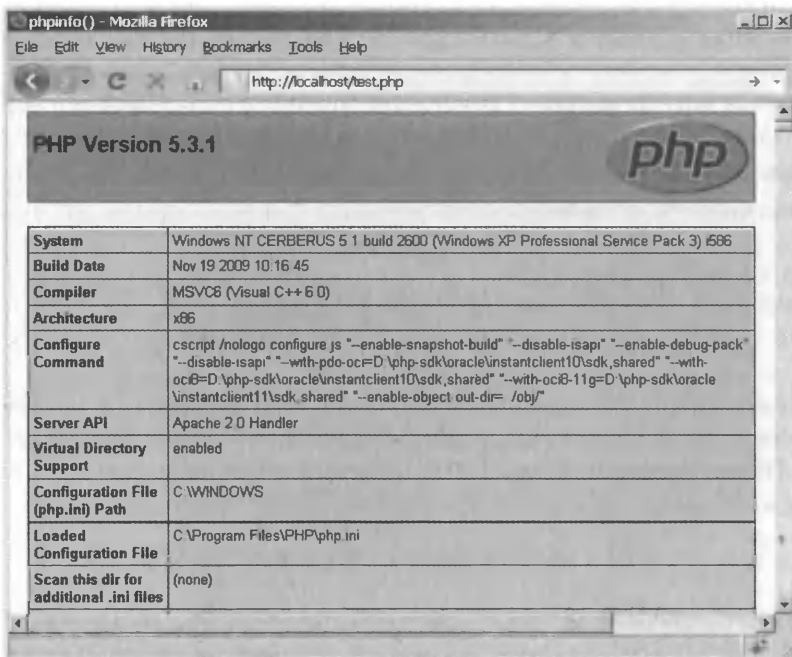 phpinfo() - Mozilla Firefox
File Edit View History Bookmarks Tools Help
http://localhost/test.php
PHP Version 5.3.1
php
System Windows NT CERBERUS 5 1 build 2600 (Windows XP Professional Service Pack 3) i586
Build Date Nov 19 2009 10 16 45
Compiler MSVC6 (Visual C++ 6 0)
Architecture x86
Configure Command cscript /nologo configure js "--enable-snapshot-build" "--disable-isapi" "--enable-debug-pack"
"--disable-isapi" "--with-pdo-oci=D \php-sdk\oracle\instantclient10\sdk,shared" "--with-
oci8=D \php-sdk\oracle\instantclient10\sdk,shared" "--with-oci8-11g=D \php-sdk\oracle
\instantclient11\sdk,shared" "--enable-object out-dir= /obj/"
Server API Apache 2 0 Handler
Virtual Directory Support enabled
Configuration File (php.ini) Path C \WINDOWS
Loaded Configuration File C \Program Files\PHP\php.ini
Scan this dir for additional .ini files (none)